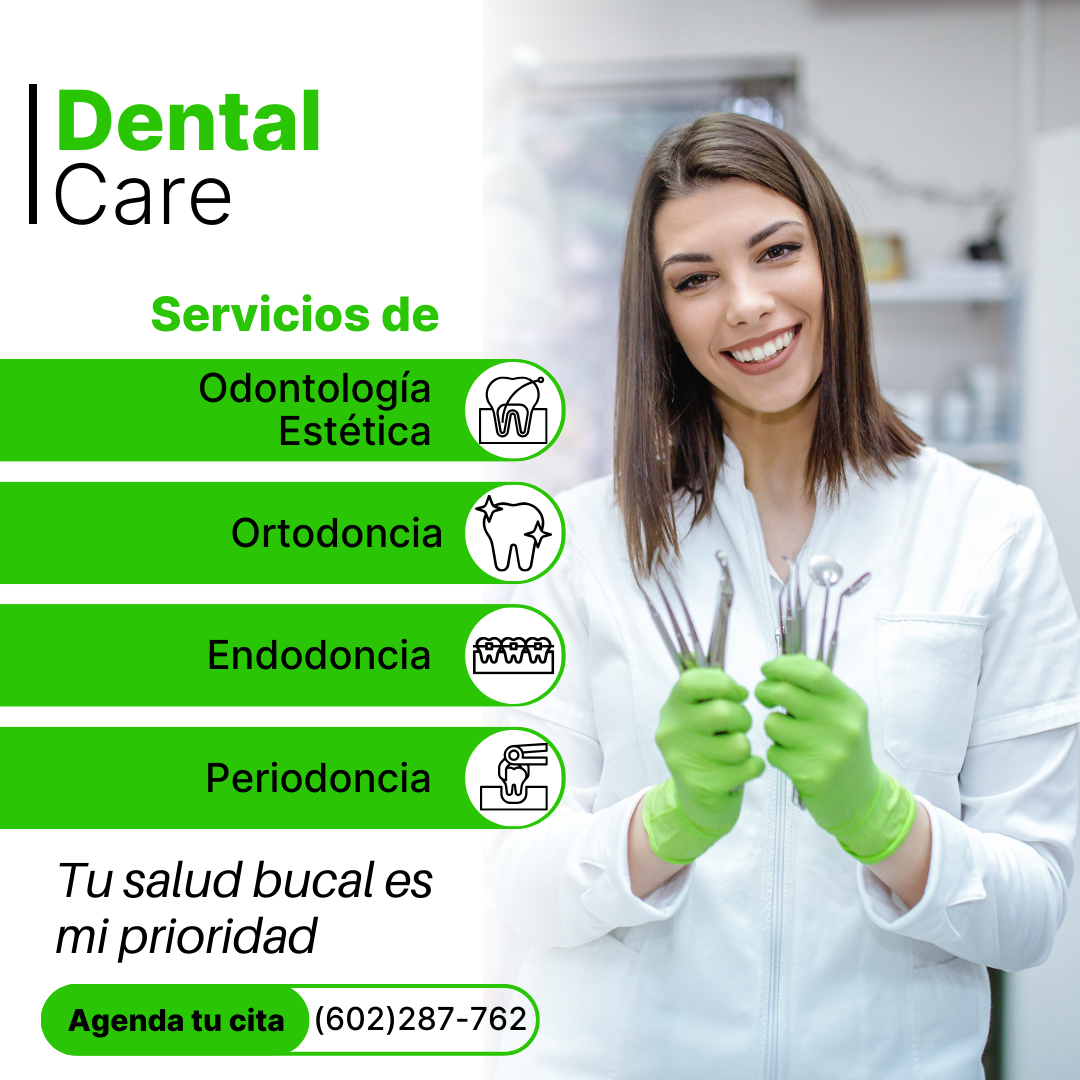 Dental
Care
Servicios de
Odontología
Estética
Ortodoncia
Endodoncia
Periodoncia
Tu salud bucal es
mi prioridad
Agenda tu cita (602)287-762